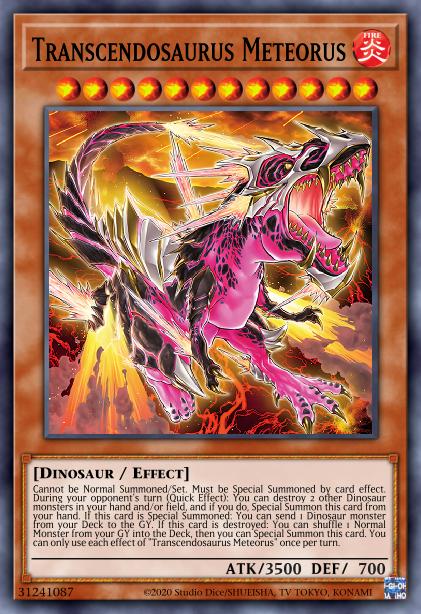 TRANSCENDOSAURUS METEORUS
FIRE
炎
[DINOSAUR / EFFECT]
Cannot be Normal Summoned/Set. Must be Special Summoned by card effect.
During your opponent's turn (Quick Effect): You can destroy 2 other Dinosaur
monsters in your hand and/or field, and if you do, Special Summon this card from
your hand. If this card is Special Summoned: You can send 1 Dinosaur monster
from your Deck to the GY. If this card is destroyed: You can shuffle 1 Normal
Monster from your GY into the Deck, then you can Special Summon this card. You
can only use each effect of "Transcendosaurus Meteorus" once per turn.
ATK/3500 DEF/ 700
31241087
©2020 Studio Dice/SHUEISHA, TV TOKYO, KONAMI